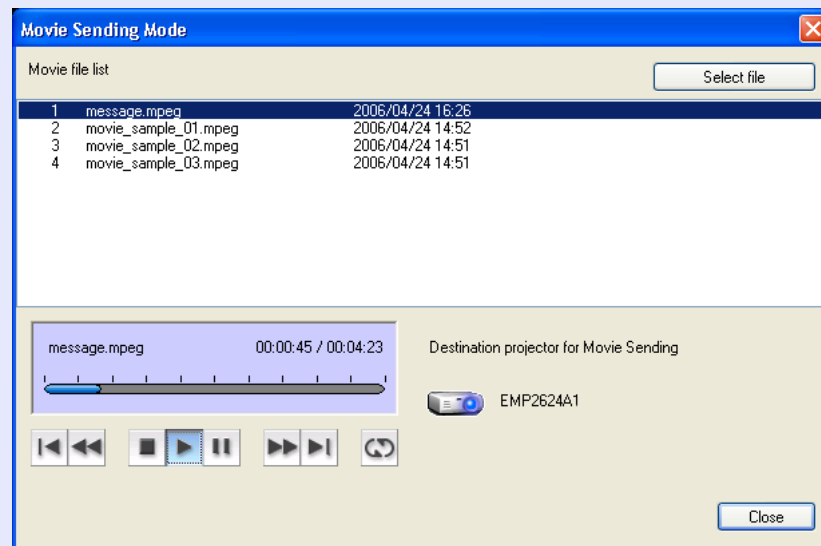 Movie Sending Mode
Movie file list
Select file
1 message.mpeg 2006/04/24 16:26
2 movie_sample_01.mpeg 2006/04/24 14:52
3 movie_sample_02.mpeg 2006/04/24 14:51
4 movie_sample_03.mpeg 2006/04/24 14:51
message.mpeg 00:00:45 / 00:04:23
Destination projector for Movie Sending
EMP2624A1
Close